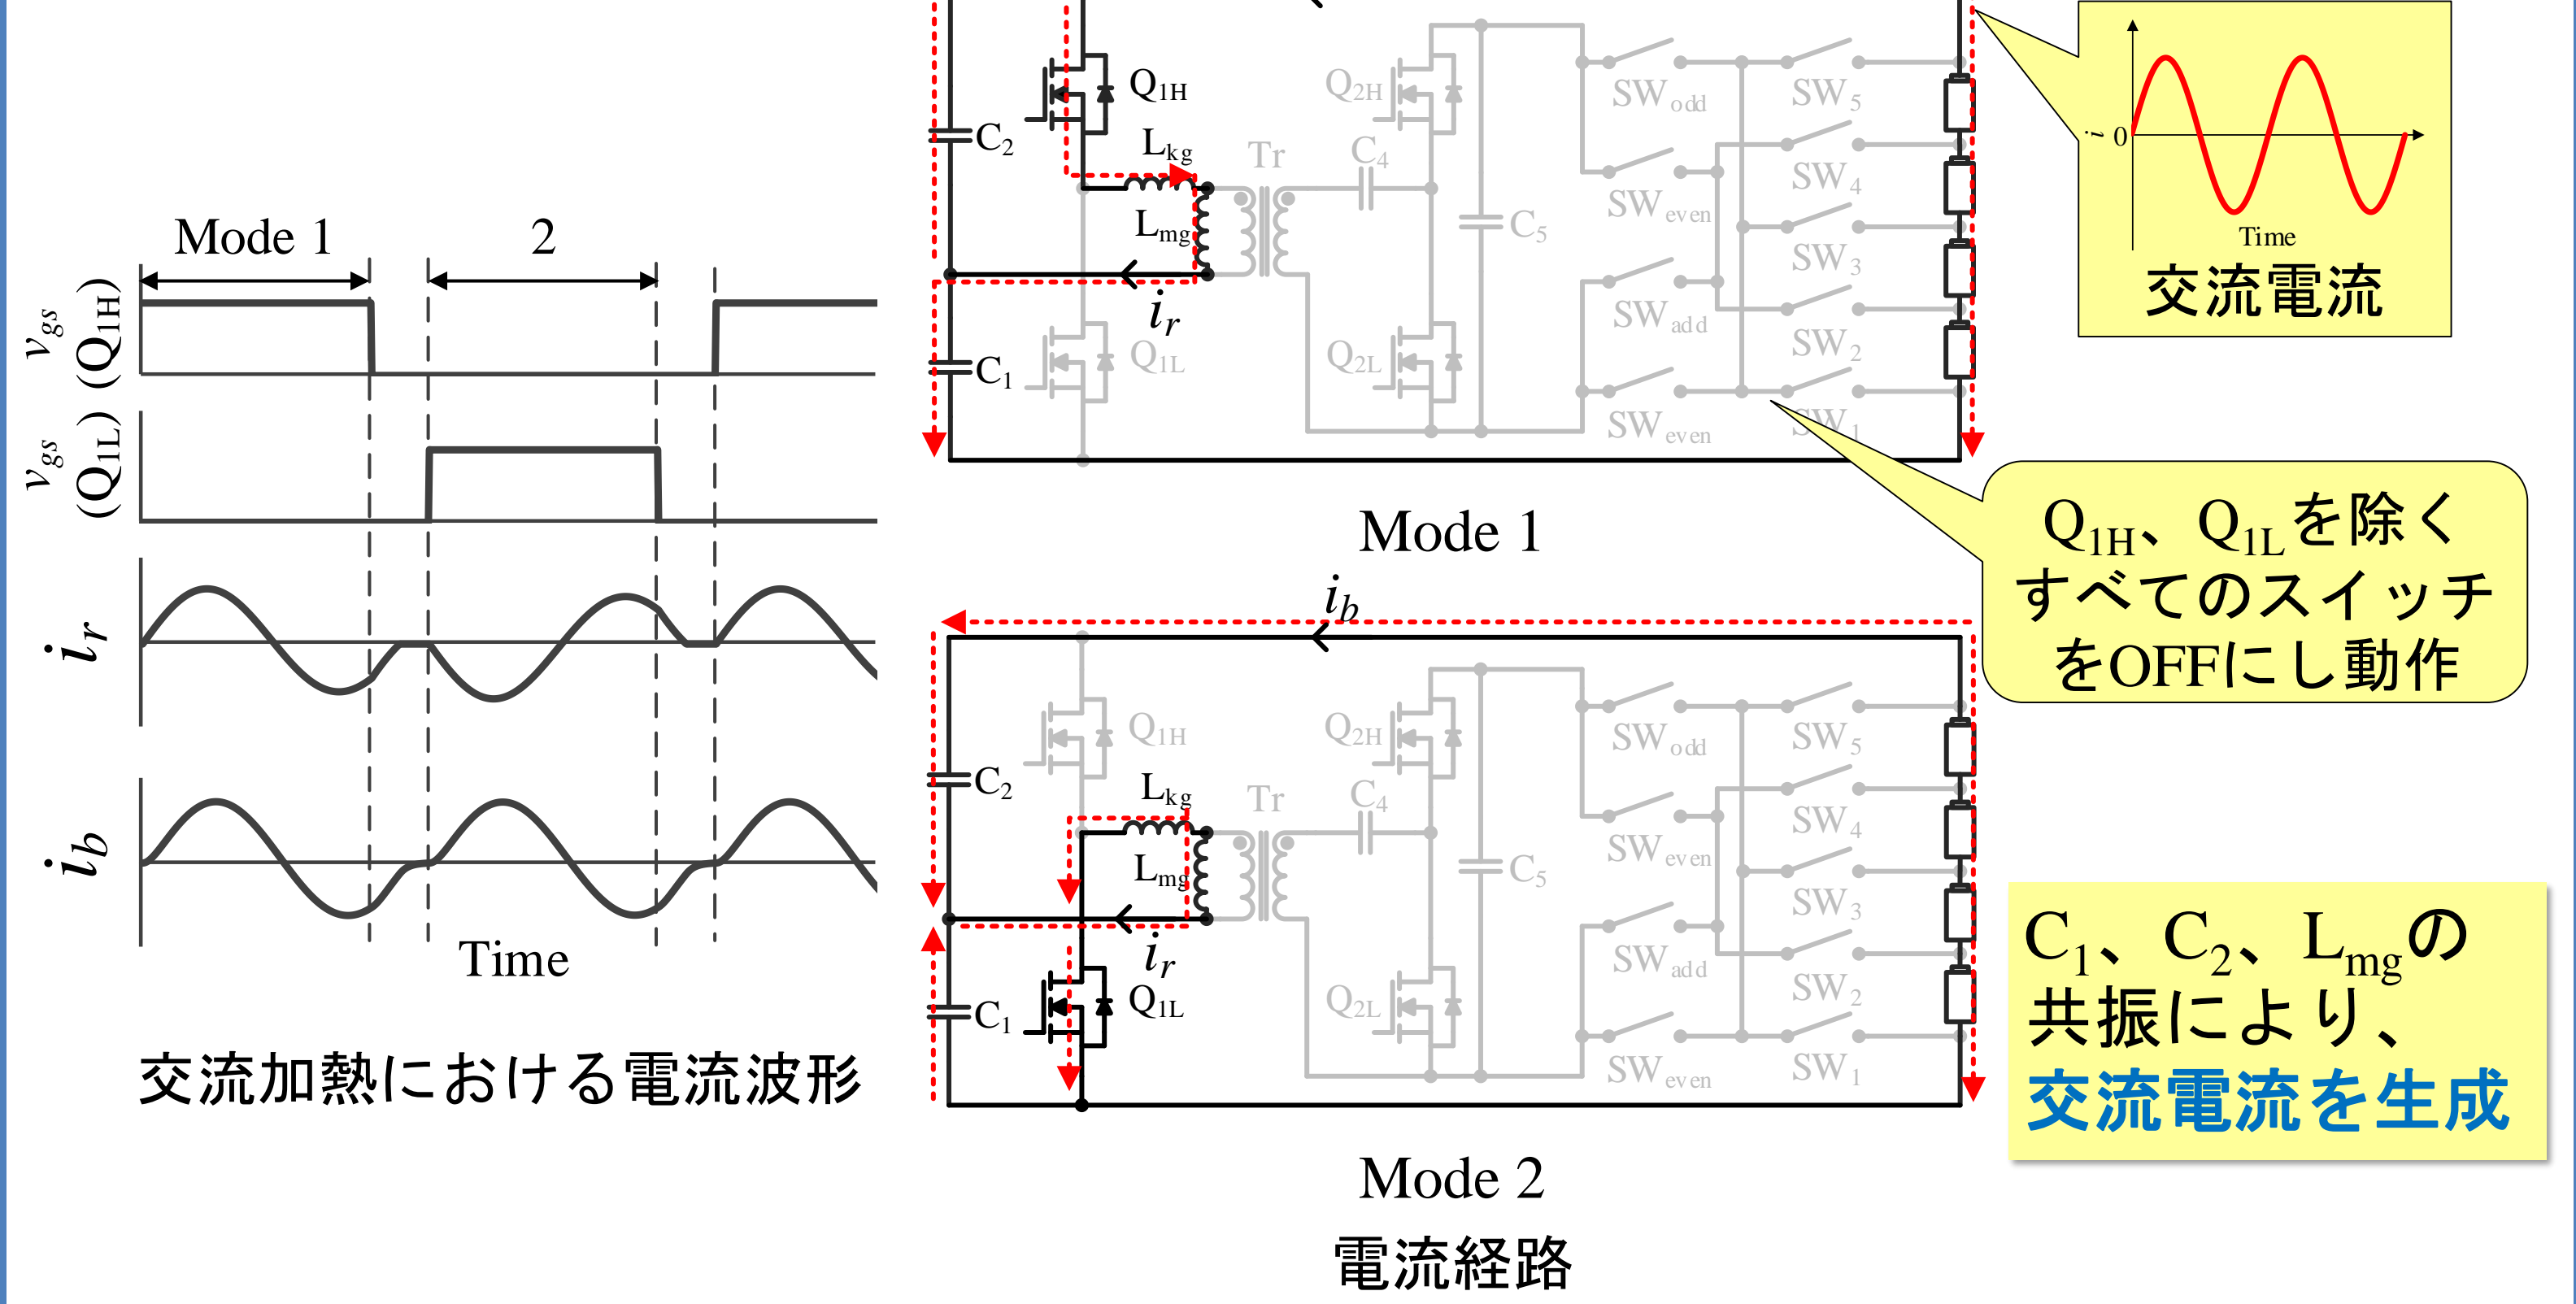 Mode 1
2
vgs
(Q1H)
vgs
(Q1L)
ir
ib
Time
交流加熱における電流波形
C2
Q1H
Lkg
Lmg
ir
C1
Q1L
Tr
C4
Q2H
Q2L
C5
SWodd
SWeven
SWadd
SWeven
SW5
SW4
SW3
SW2
SW1
Mode 1
i
0
Time
交流電流
Q1H、Q1Lを除く
すべてのスイッチ
をOFFにし動作
ib
C2
Q1H
Lkg
Lmg
ir
C1
Q1L
Tr
C4
Q2H
Q2L
C5
SWodd
SWeven
SWadd
SWeven
SW5
SW4
SW3
SW2
SW1
Mode 2
電流経路
C1、C2、Lmgの
共振により、
交流電流を生成